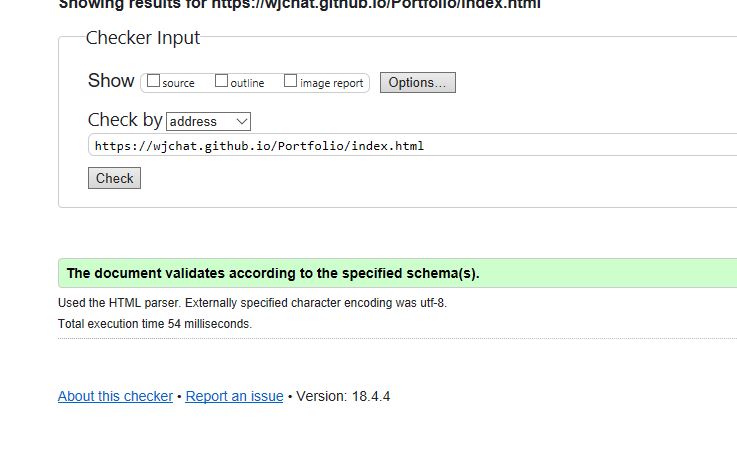 Showing results for https://wjchat.github.io/Portfolio/index.html
Checker Input
Show source outline image report Options...
Check by address
https://wjchat.github.io/Portfolio/index.html
Check
The document validates according to the specified schema(s).
Used the HTML parser. Externally specified character encoding was utf-8.
Total execution time 54 milliseconds.
About this checker • Report an issue • Version: 18.4.4